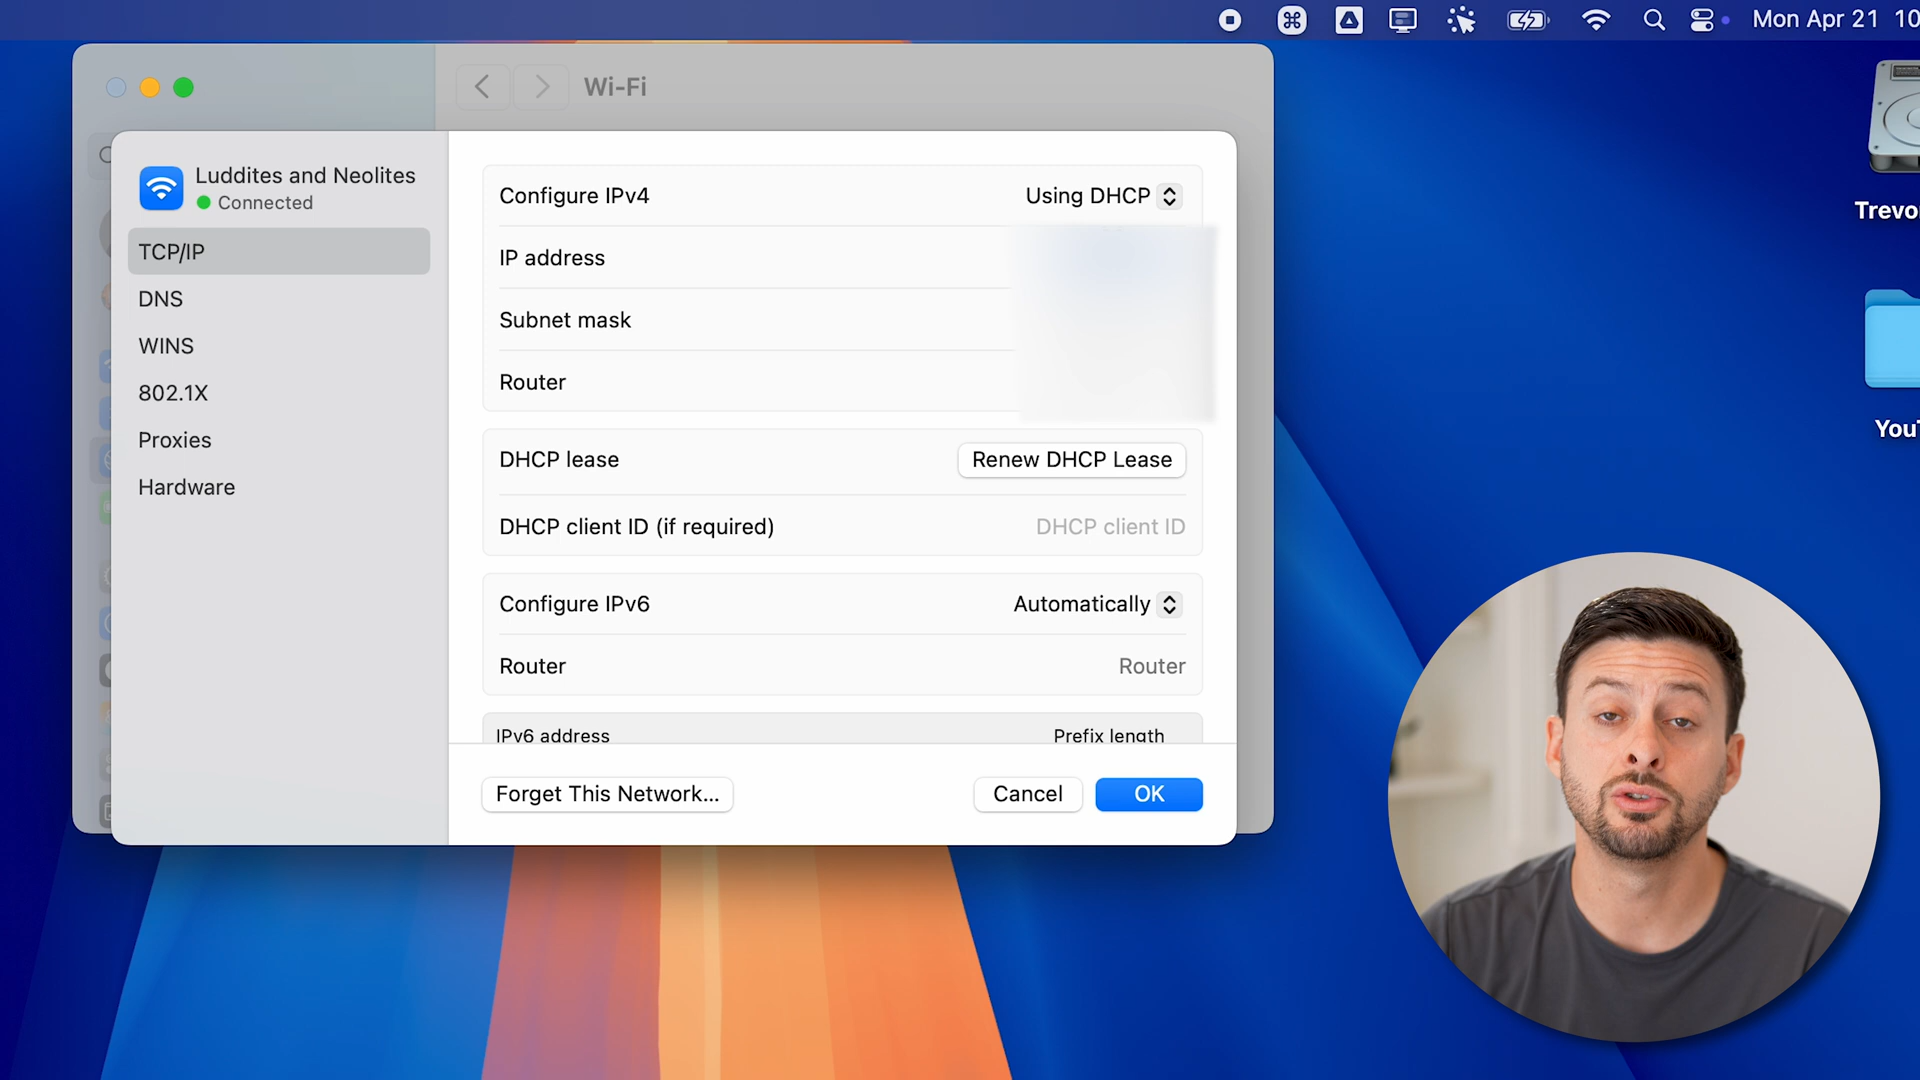 Mon Apr 21 10
Wi-Fi
Luddites and Neolites
Connected
TCP/IP
DNS
WINS
802.1X
Proxies
Hardware
Configure IPv4
Using DHCP
IP address
Subnet mask
Router
DHCP lease
Renew DHCP Lease
DHCP client ID (if required)
DHCP client ID
Configure IPv6
Automatically
Router
Router
IPv6 address
Prefix length
Forget This Network...
Cancel
OK
Trevo
You